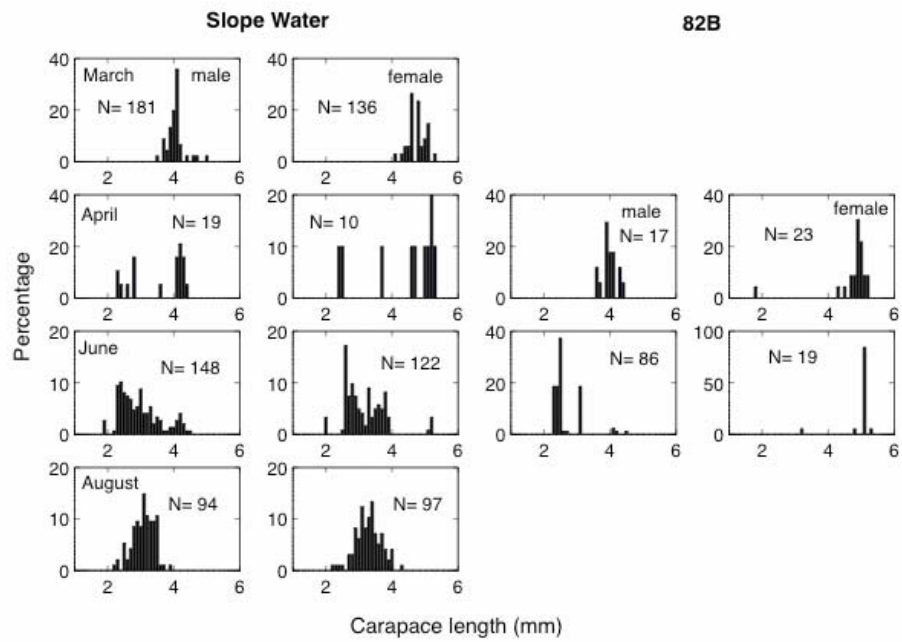 Slope Water 82B
40 March male 40 female
N= 181 N= 136
20 20
0 0
2 4 6 2 4 6
40 April N= 19 20 N= 10 40 male 40 female
N= 17 N= 23
20 10 20 20
0 0 0 0
2 4 6 2 4 6 2 4 6 2 4 6
20 June N= 148 20 N= 122 40 N= 86 100 N= 19
10 10 20 50
0 0 0 0
2 4 6 2 4 6 2 4 6 2 4 6
20 August N= 94 20 N= 97
10 10
0 0
2 4 6 2 4 6
Percentage
Carapace length (mm)